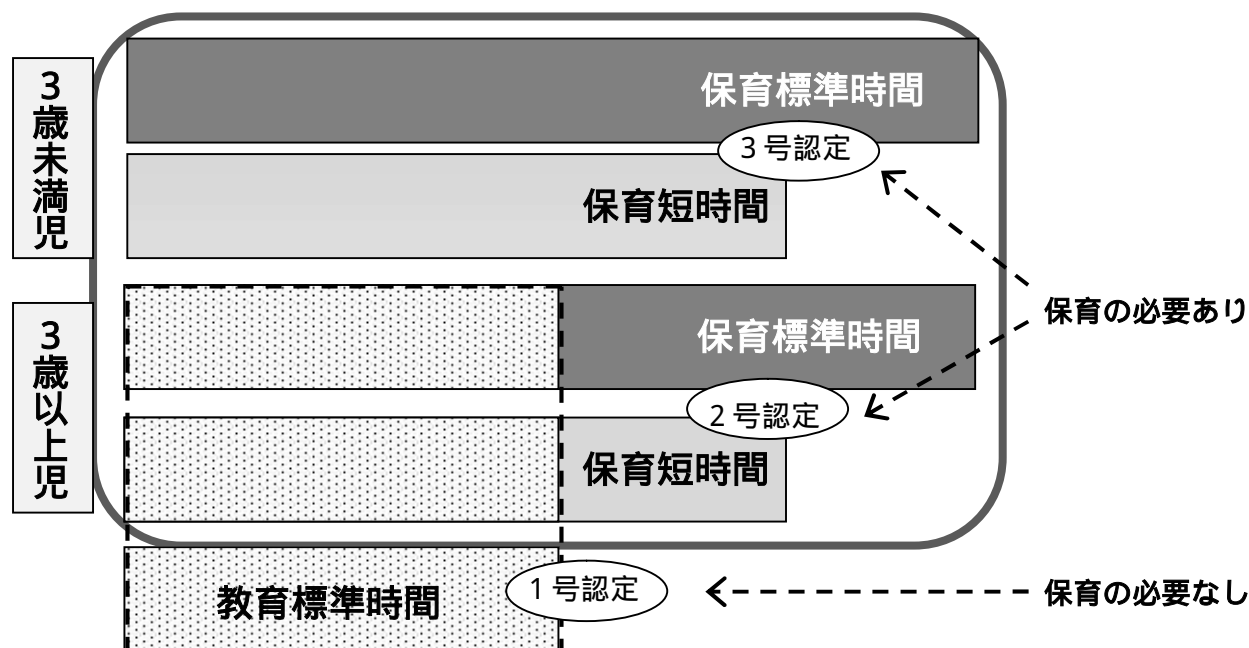 3歳未満児
保育標準時間
3号認定
保育短時間
保育の必要あり
3歳以上児
保育標準時間
2号認定
保育短時間
教育標準時間
1号認定
保育の必要なし